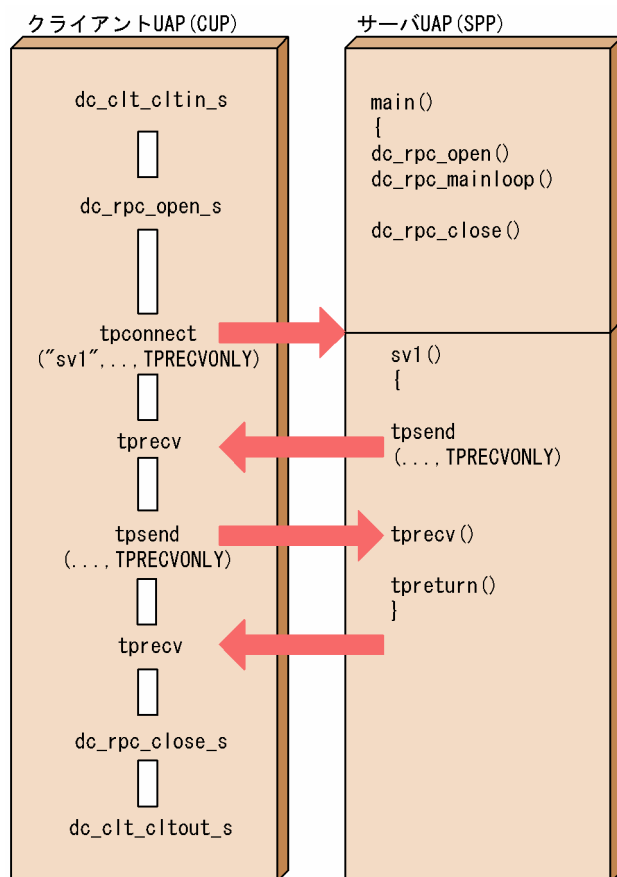 クライアントUAP(CUP)
dc_clt_cltin_s
dc_rpc_open_s
tpconnect
("sv1",...,TPRECVONLY)
tprecv
tpsend
(...,TPRECVONLY)
tprecv
dc_rpc_close_s
dc_clt_cltout_s
サーバUAP(SPP)
main()
{
dc_rpc_open()
dc_rpc_mainloop()
dc_rpc_close()
sv1()
{
tpsend
(...,TPRECVONLY)
tprecv()
tpreturn()
}